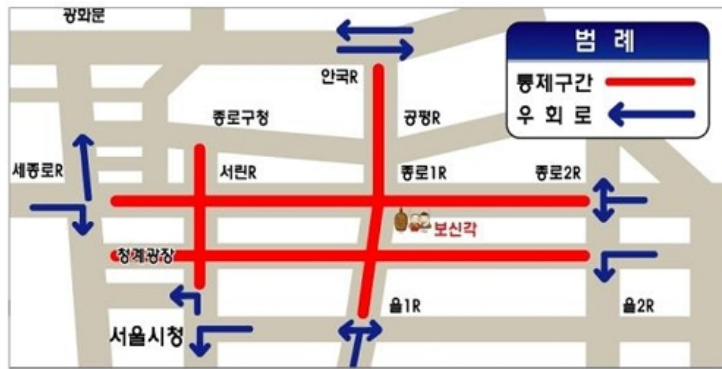 광화문
범 례
통제구간
우 회 로
안국R
종로구청
공평R
세종로R
서린R
종로1R
종로2R
보신각
청계광장
을1R
을2R
서울시청